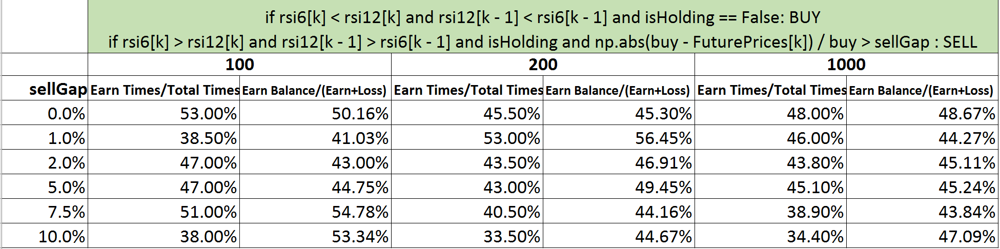 if rsi6[k] < rsi12[k] and rsi12[k - 1] < rsi6[k - 1] and isHolding == False: BUY
if rsi6[k] > rsi12[k] and rsi12[k - 1] > rsi6[k - 1] and isHolding and np.abs(buy - FuturePrices[k]) / buy > sellGap : SELL
100 200 1000
sellGap Earn Times/Total Times Earn Balance/(Earn+Loss) Earn Times/Total Times Earn Balance/(Earn+Loss) Earn Times/Total Times Earn Balance/(Earn+Loss)
0.0% 53.00% 50.16% 45.50% 45.30% 48.00% 48.67%
1.0% 38.50% 41.03% 53.00% 56.45% 46.00% 44.27%
2.0% 47.00% 43.00% 43.50% 46.91% 43.80% 45.11%
5.0% 47.00% 44.75% 43.00% 49.45% 45.10% 45.24%
7.5% 51.00% 54.78% 40.50% 44.16% 38.90% 43.84%
10.0% 38.00% 53.34% 33.50% 44.67% 34.40% 47.09%